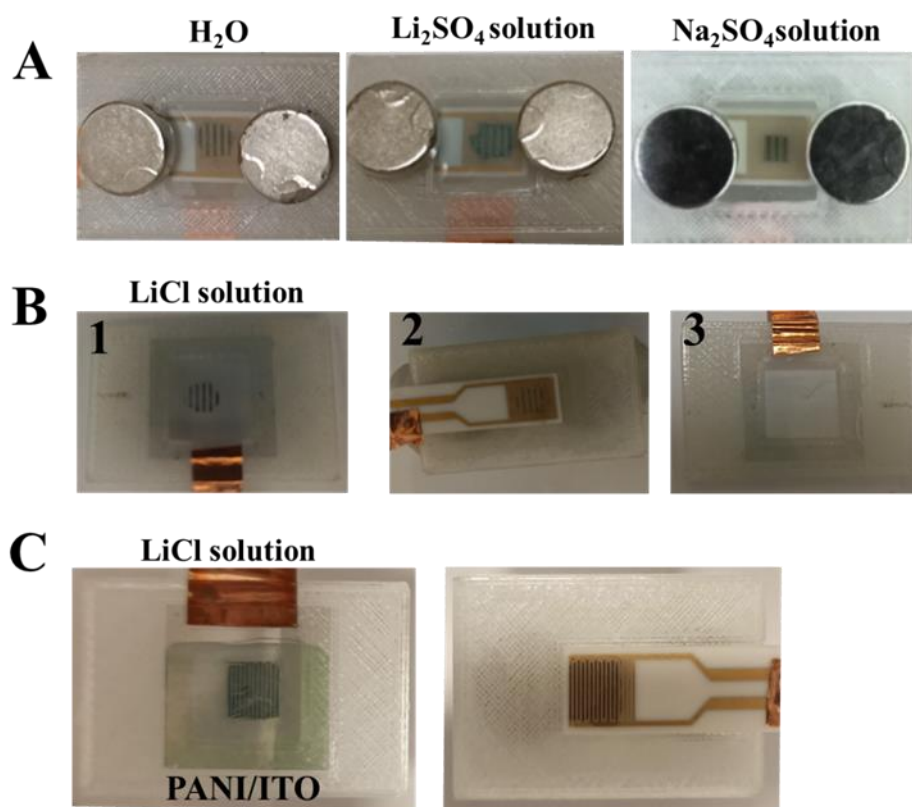 A
H₂O
Li₂SO₄ solution
Na₂SO₄solution
B
LiCl solution
1
2
3
C
LiCl solution
PANI/ITO